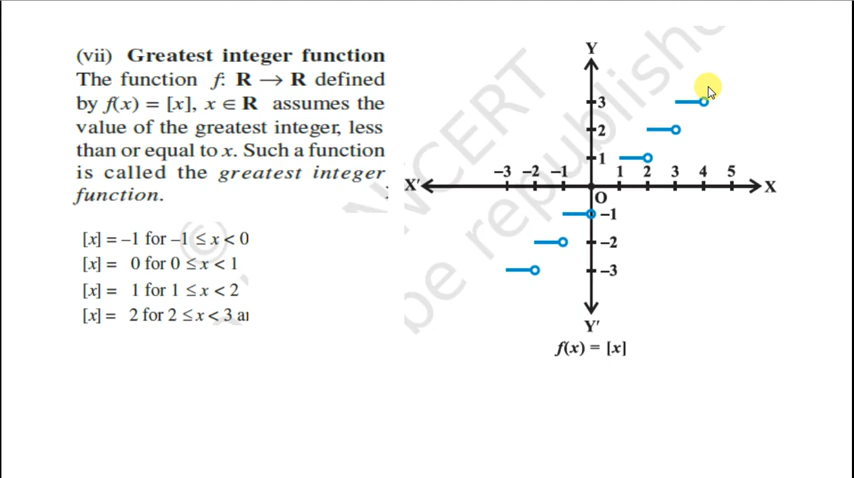 (vii) Greatest integer function
The function f: R → R defined
by f(x) = [x], x ∈ R assumes the
value of the greatest integer, less
than or equal to x. Such a function
is called the greatest integer
function.
[x] = –1 for –1 ≤ x < 0
[x] = 0 for 0 ≤ x < 1
[x] = 1 for 1 ≤ x < 2
[x] = 2 for 2 ≤ x < 3
Y
3
2
1
–3 –2 –1 1 2 3 4 5
X′ X
O
–1
–2
–3
Y′
f(x) = [x]
© NCERT
be republished